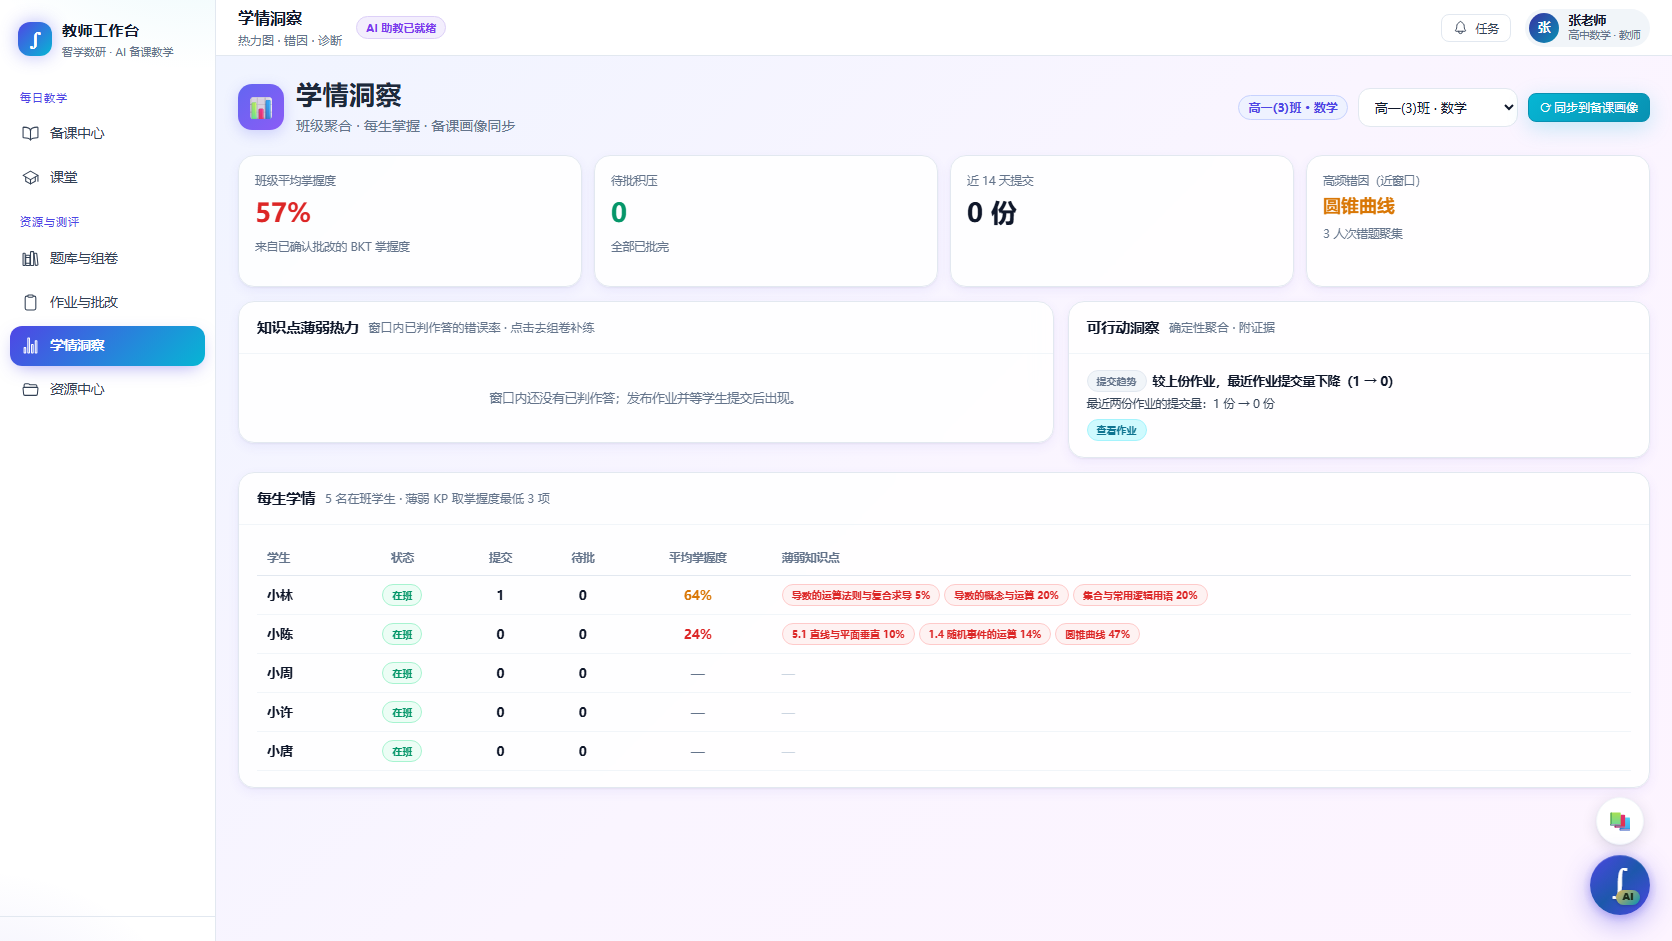 教师工作台
智学数研 · AI 备课教学
每日教学
备课中心
课堂
资源与测评
题库与组卷
作业与批改
学情洞察
资源中心
学情洞察
热力图 · 错因 · 诊断
AI 助教已就绪
任务
张
张老师
高中数学 · 教师
学情洞察
班级聚合 · 每生掌握 · 备课画像同步
高一(3)班 · 数学
高一(3)班 · 数学
⟳ 同步到备课画像
班级平均掌握度
57%
来自已确认批改的 BKT 掌握度
待批积压
0
全部已批完
近 14 天提交
0 份
高频错因（近窗口）
圆锥曲线
3 人次错题聚集
知识点薄弱热力 窗口内已判作答的错误率 · 点击去组卷补练
窗口内还没有已判作答；发布作业并等学生提交后出现。
可行动洞察 确定性聚合 · 附证据
提交趋势 较上份作业，最近作业提交量下降（1 → 0）
最近两份作业的提交量：1 份 → 0 份
查看作业
每生学情 5 名在班学生 · 薄弱 KP 取掌握度最低 3 项
学生 状态 提交 待批 平均掌握度 薄弱知识点
小林 在班 1 0 64% 导数的运算法则与复合求导 5% 导数的概念与运算 20% 集合与常用逻辑用语 20%
小陈 在班 0 0 24% 5.1 直线与平面垂直 10% 1.4 随机事件的运算 14% 圆锥曲线 47%
小周 在班 0 0 — —
小许 在班 0 0 — —
小唐 在班 0 0 — —
AI